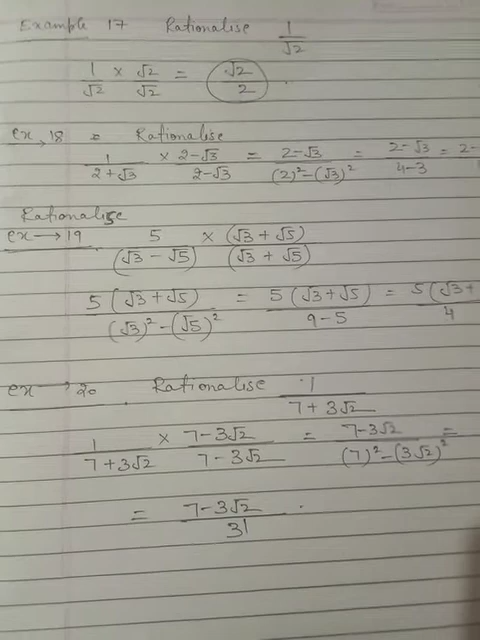 Example 17 Rationalise 1/√2
1/√2 × √2/√2 = √2/2 .
ex → 18 = Rationalise
1/(2+√3) × (2-√3)/(2-√3) = (2-√3)/((2)²-(√3)²) = (2-√3)/(4-3) = 2-
Rationalise
ex → 19 5/(√3 - √5) × (√3 + √5)/(√3 + √5)
5(√3+√5)/((√3)²-(√5)²) = 5(√3+√5)/(9-5) = 5(√3+/4
ex → 20 . Rationalise 1/(7+3√2)
1/(7+3√2) × (7-3√2)/(7-3√2) = (7-3√2)/((7)²-(3√2)²) =
= (7-3√2)/31 .